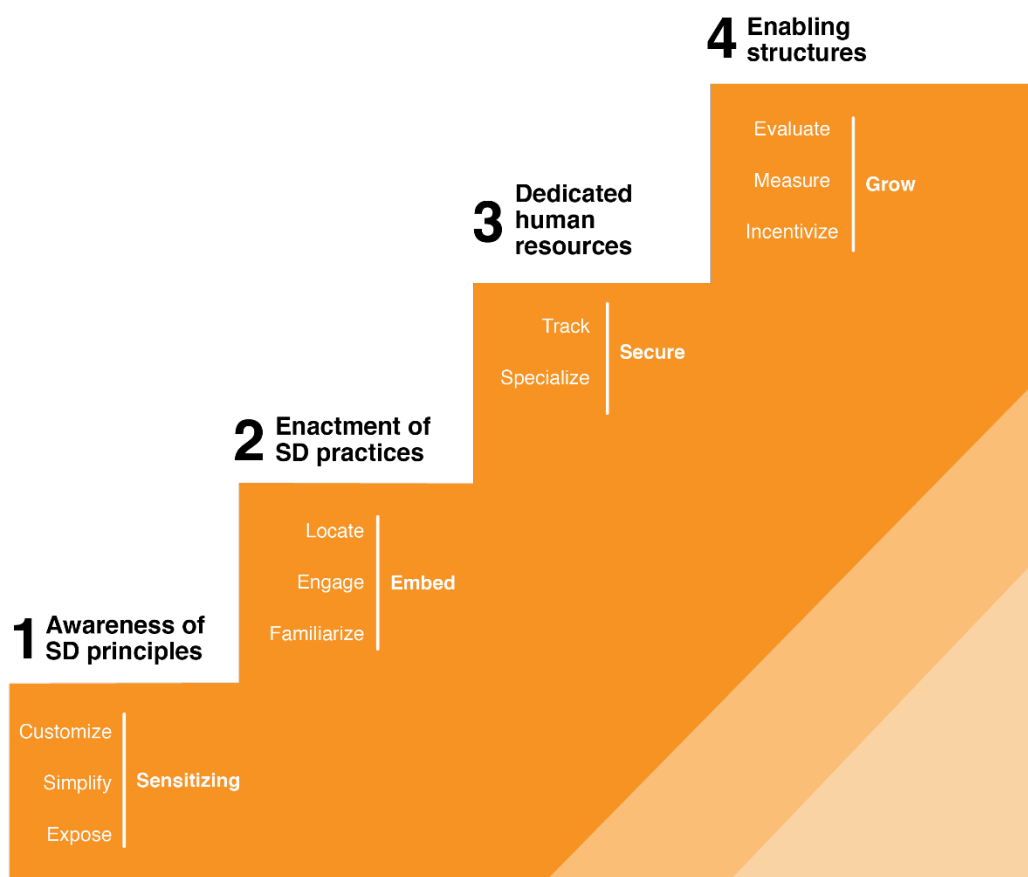 4 Enabling
structures
Evaluate
Measure
Incentivize
Grow
3 Dedicated
human
resources
Track
Specialize
Secure
2 Enactment of
SD practices
Locate
Engage
Familiarize
Embed
1 Awareness of
SD principles
Customize
Simplify
Expose
Sensitizing